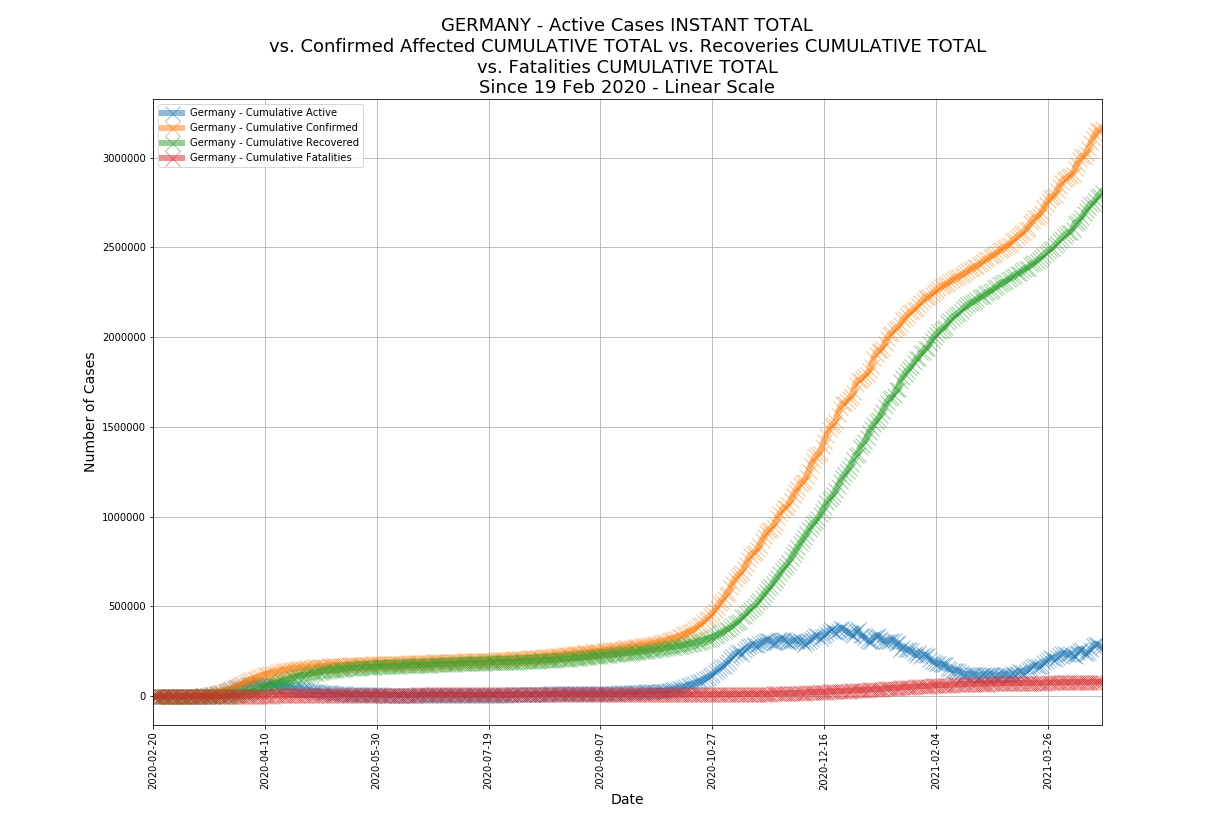 GERMANY - Active Cases INSTANT TOTAL
vs. Confirmed Affected CUMULATIVE TOTAL vs. Recoveries CUMULATIVE TOTAL
vs. Fatalities CUMULATIVE TOTAL
Since 19 Feb 2020 - Linear Scale
Germany - Cumulative Active
Germany - Cumulative Confirmed
Germany - Cumulative Recovered
Germany - Cumulative Fatalities
Number of Cases
3000000
2500000
2000000
1500000
1000000
500000
0
2020-02-20
2020-04-10
2020-05-30
2020-07-19
2020-09-07
2020-10-27
2020-12-16
2021-02-04
2021-03-26
Date